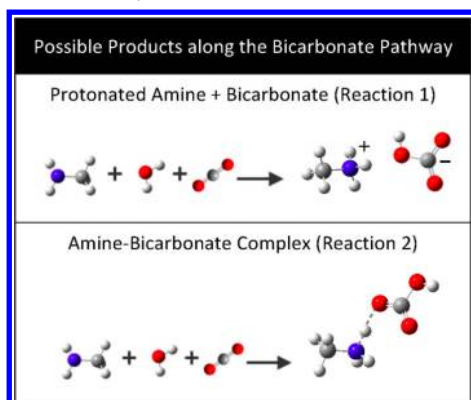 Possible Products along the Bicarbonate Pathway
Protonated Amine + Bicarbonate (Reaction 1)
+ + +
−
Amine-Bicarbonate Complex (Reaction 2)
+ +